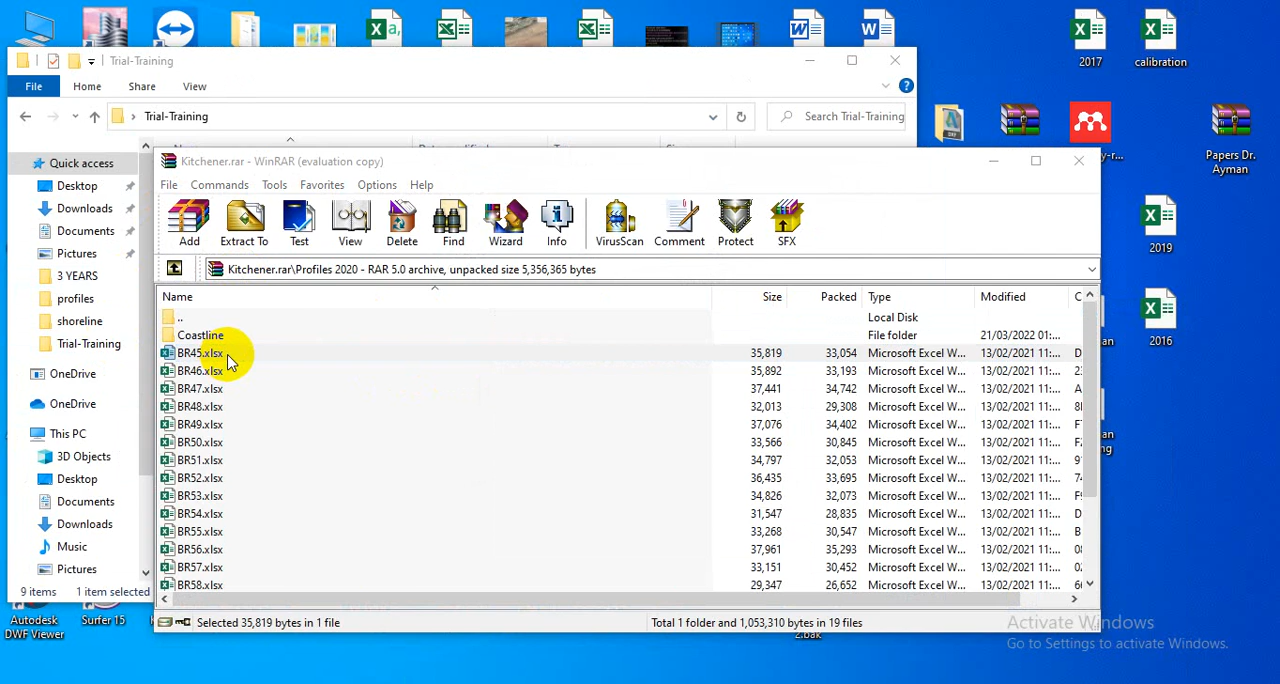 2017
calibration
Trial-Training
File
Home
Share
View
Trial-Training
Search Trial-Training
Papers Dr.
Ayman
Quick access
Desktop
Downloads
Documents
Pictures
3 YEARS
profiles
shoreline
Trial-Training
OneDrive
OneDrive
This PC
3D Objects
Desktop
Documents
Downloads
Music
Pictures
9 items
1 item selected
Kitchener.rar - WinRAR (evaluation copy)
File
Commands
Tools
Favorites
Options
Help
Add
Extract To
Test
View
Delete
Find
Wizard
Info
VirusScan
Comment
Protect
SFX
Kitchener.rar\Profiles 2020 - RAR 5.0 archive, unpacked size 5,356,365 bytes
Name Size Packed Type Modified
.. Local Disk
Coastline File folder 21/03/2022 01:...
BR45.xlsx 35,819 33,054 Microsoft Excel W... 13/02/2021 11:... D
BR46.xlsx 35,892 33,193 Microsoft Excel W... 13/02/2021 11:... 2
BR47.xlsx 37,441 34,742 Microsoft Excel W... 13/02/2021 11:... A
BR48.xlsx 32,013 29,308 Microsoft Excel W... 13/02/2021 11:... 8
BR49.xlsx 37,076 34,402 Microsoft Excel W... 13/02/2021 11:... F
BR50.xlsx 33,566 30,845 Microsoft Excel W... 13/02/2021 11:... F
BR51.xlsx 34,797 32,053 Microsoft Excel W... 13/02/2021 11:... 9
BR52.xlsx 36,435 33,695 Microsoft Excel W... 13/02/2021 11:... 7
BR53.xlsx 34,826 32,073 Microsoft Excel W... 13/02/2021 11:... F
BR54.xlsx 31,547 28,835 Microsoft Excel W... 13/02/2021 11:... D
BR55.xlsx 33,268 30,547 Microsoft Excel W... 13/02/2021 11:... B
BR56.xlsx 37,961 35,293 Microsoft Excel W... 13/02/2021 11:... 0
BR57.xlsx 33,151 30,452 Microsoft Excel W... 13/02/2021 11:... 0
BR58.xlsx 29,347 26,652 Microsoft Excel W... 13/02/2021 11:... 6
Selected 35,819 bytes in 1 file
Total 1 folder and 1,053,310 bytes in 19 files
2019
2016
Autodesk
DWF Viewer
Surfer 15
2.bak
Activate Windows
Go to Settings to activate Windows.